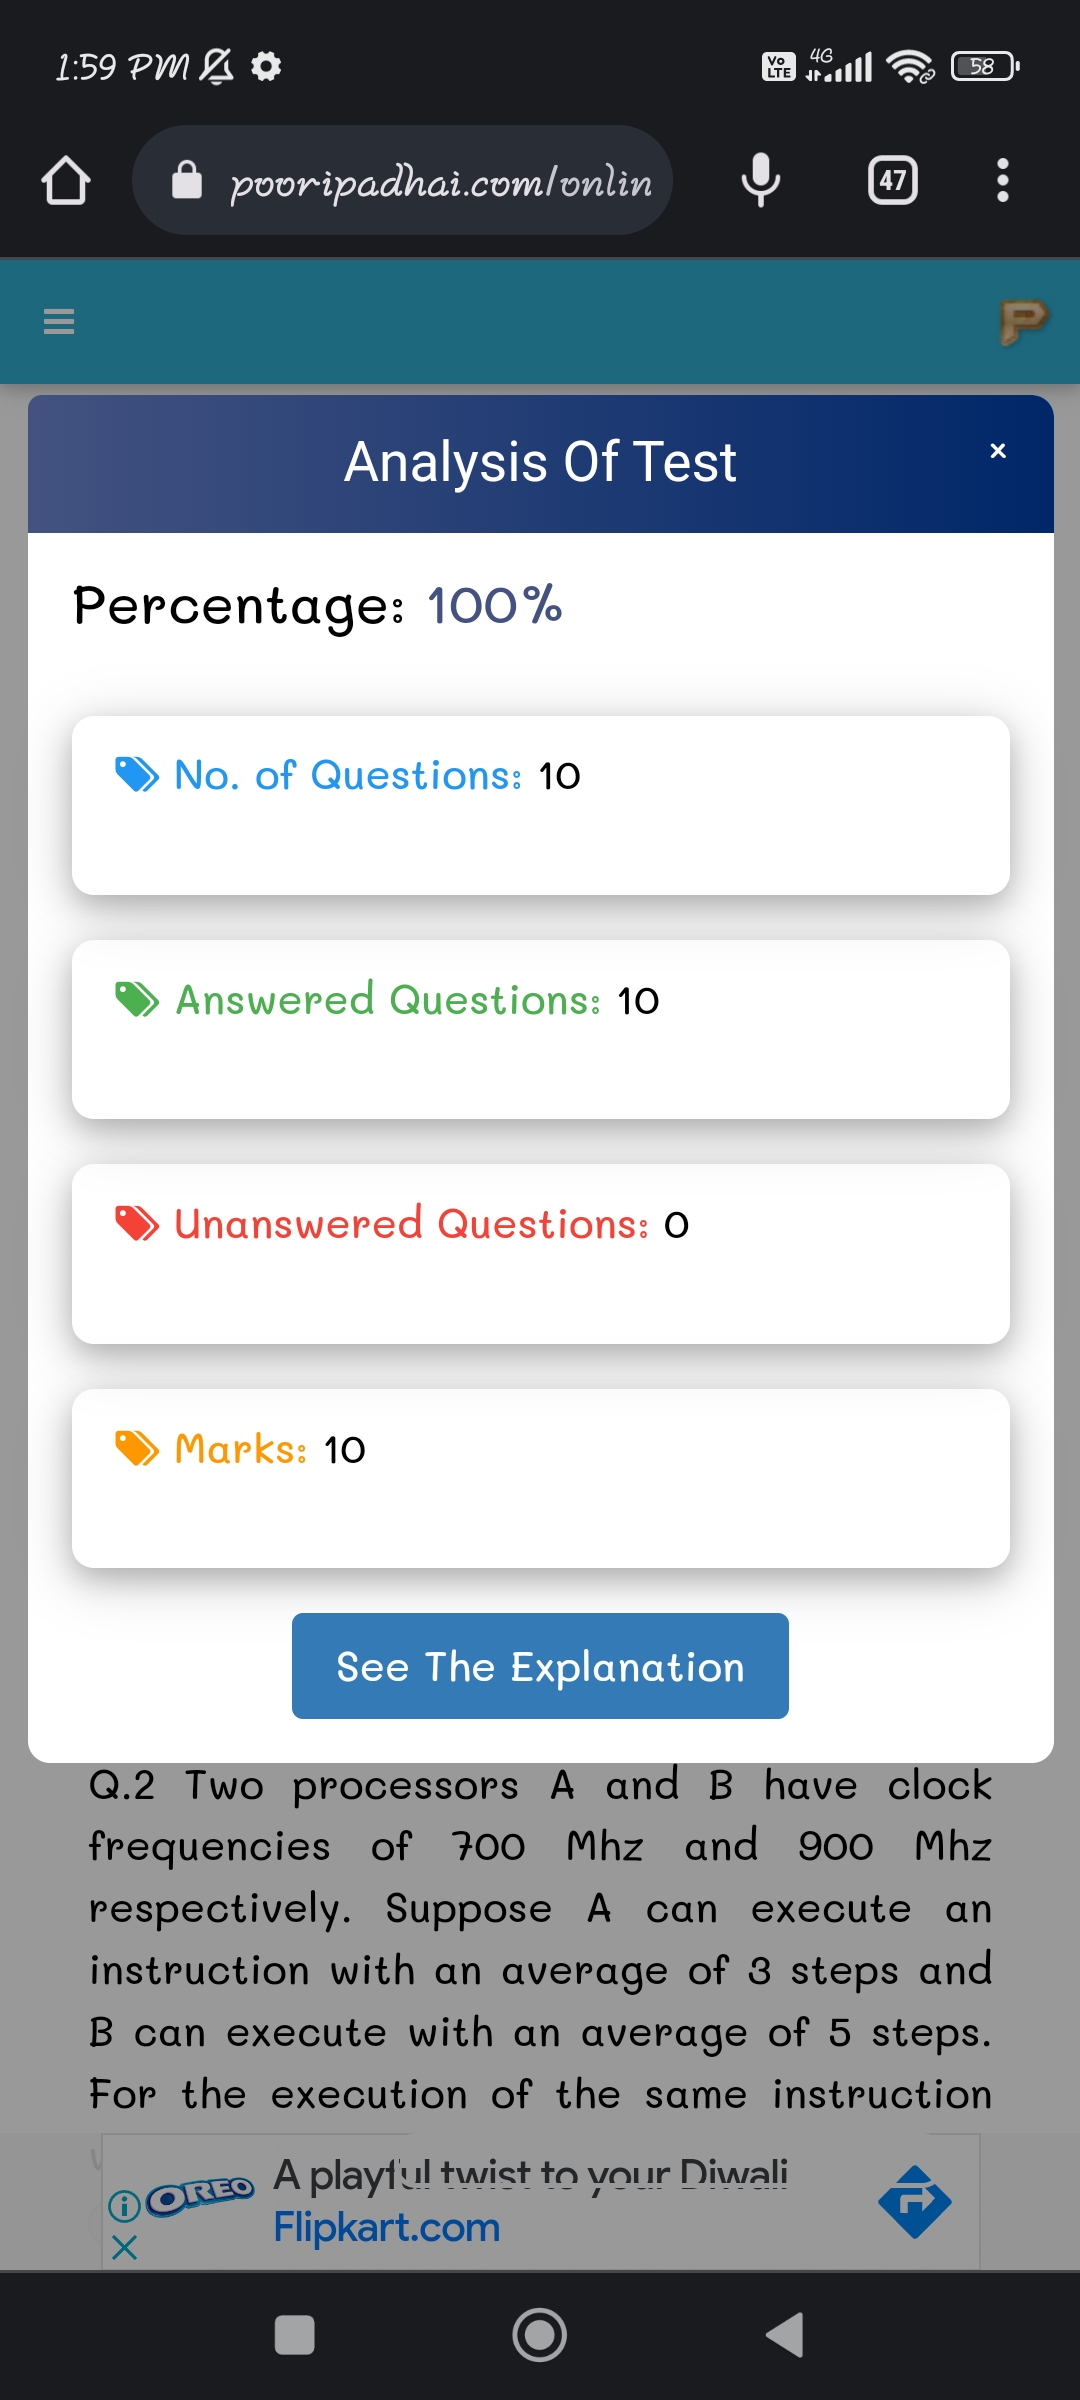 1:59 PM
Vo LTE 4G 58
pooripadhai.com/onlin
47
P
Analysis Of Test
×
Percentage: 100%
No. of Questions: 10
Answered Questions: 10
Unanswered Questions: 0
Marks: 10
See The Explanation
Q.2 Two processors A and B have clock
frequencies of 700 Mhz and 900 Mhz
respectively. Suppose A can execute an
instruction with an average of 3 steps and
B can execute with an average of 5 steps.
For the execution of the same instruction
OREO
A playful twist to your Diwali
Flipkart.com